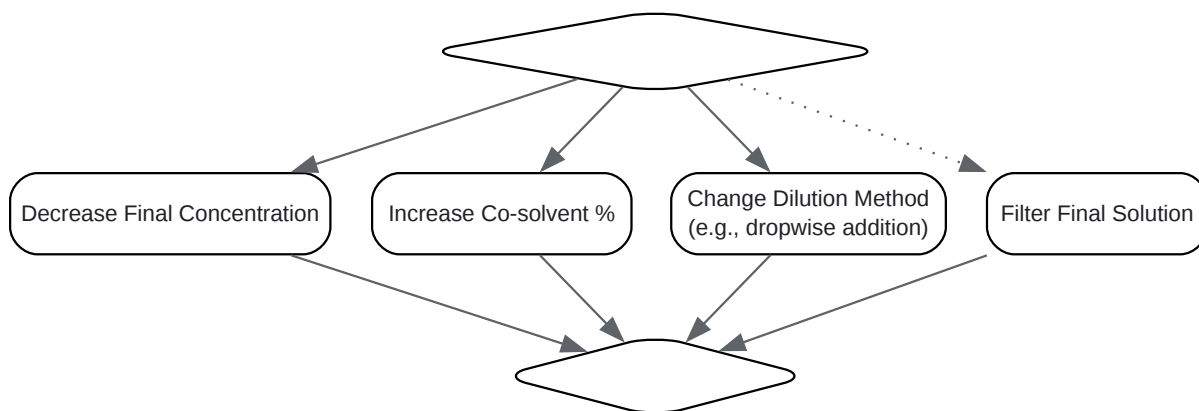 Decrease Final Concentration
Increase Co-solvent %
Change Dilution Method
(e.g., dropwise addition)
Filter Final Solution